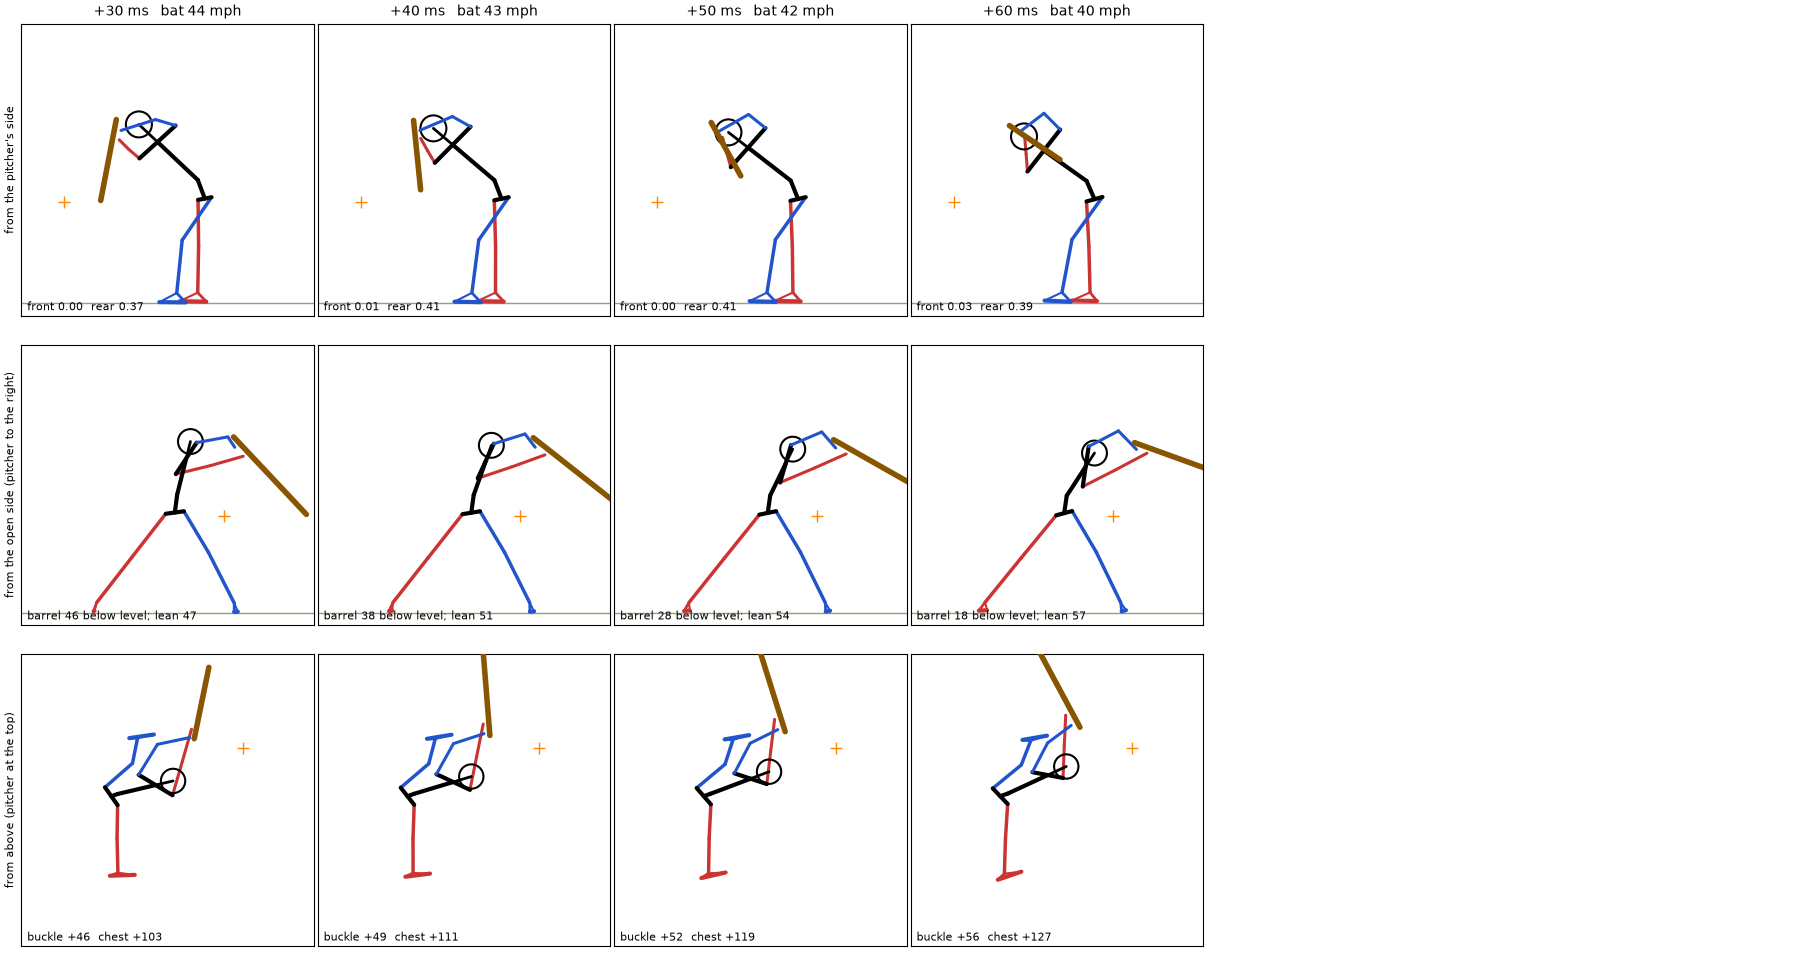 +30 ms bat 44 mph
+40 ms bat 43 mph
+50 ms bat 42 mph
+60 ms bat 40 mph
from the pitcher's side
front 0.00 rear 0.37
front 0.01 rear 0.41
front 0.00 rear 0.41
front 0.03 rear 0.39
from the open side (pitcher to the right)
barrel 46 below level; lean 47
barrel 38 below level; lean 51
barrel 28 below level; lean 54
barrel 18 below level; lean 57
from above (pitcher at the top)
buckle +46 chest +103
buckle +49 chest +111
buckle +52 chest +119
buckle +56 chest +127